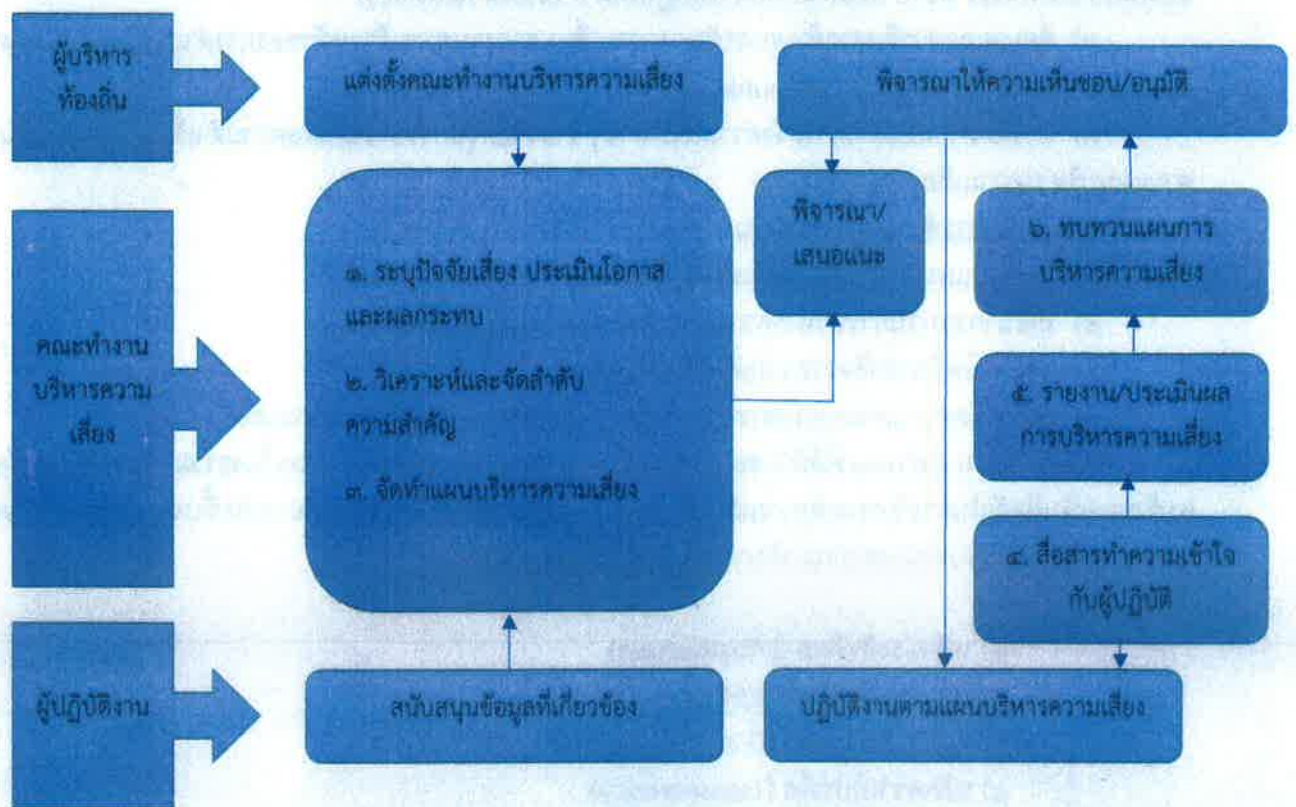 ผู้บริหาร
ท้องถิ่น
แต่งตั้งคณะทำงานบริหารความเสี่ยง
พิจารณาให้ความเห็นชอบ/อนุมัติ
คณะทำงาน
บริหารความ
เสี่ยง
๑. ระบุปัจจัยเสี่ยง ประเมินโอกาส
และผลกระทบ
๒. วิเคราะห์และจัดลำดับ
ความสำคัญ
๓. จัดทำแผนบริหารความเสี่ยง
พิจารณา/
เสนอแนะ
๖. ทบทวนแผนการ
บริหารความเสี่ยง
๕. รายงาน/ประเมินผล
การบริหารความเสี่ยง
๔. สื่อสารทำความเข้าใจ
กับผู้ปฏิบัติ
ผู้ปฏิบัติงาน
สนับสนุนข้อมูลที่เกี่ยวข้อง
ปฏิบัติงานตามแผนบริหารความเสี่ยง